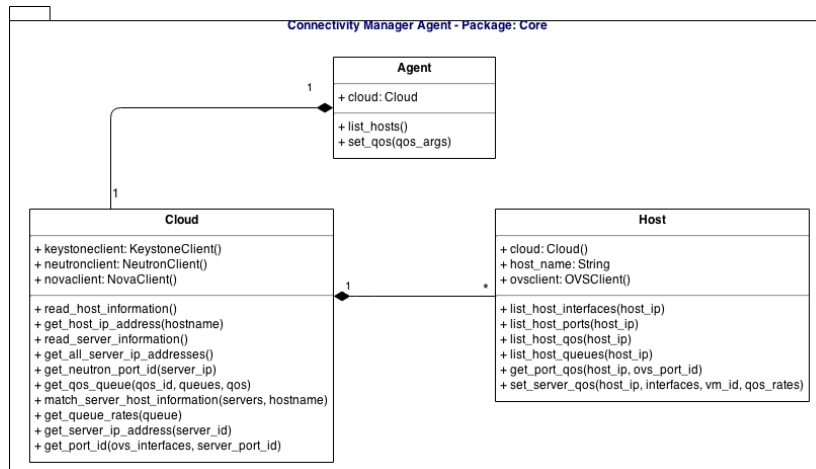 Connectivity Manager Agent - Package: Core
Agent
+ cloud: Cloud
+ list_hosts()
+ set_qos(qos_args)
1
1
Cloud
+ keystoneclient: KeystoneClient()
+ neutronclient: NeutronClient()
+ novaclient: NovaClient()
+ read_host_information()
+ get_host_ip_address(hostname)
+ read_server_information()
+ get_all_server_ip_addresses()
+ get_neutron_port_id(server_ip)
+ get_qos_queue(qos_id, queues, qos)
+ match_server_host_information(servers, hostname)
+ get_queue_rates(queue)
+ get_server_ip_address(server_id)
+ get_port_id(ovs_interfaces, server_port_id)
1
*
Host
+ cloud: Cloud()
+ host_name: String
+ ovsclient: OVSClient()
+ list_host_interfaces(host_ip)
+ list_host_ports(host_ip)
+ list_host_qos(host_ip)
+ list_host_queues(host_ip)
+ get_port_qos(host_ip, ovs_port_id)
+ set_server_qos(host_ip, interfaces, vm_id, qos_rates)